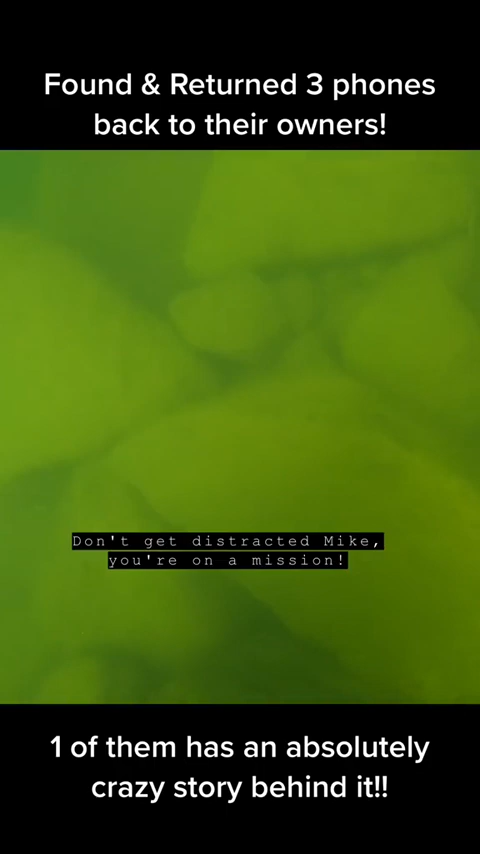 Found & Returned 3 phones
back to their owners!
Don't get distracted Mike,
you're on a mission!
1 of them has an absolutely
crazy story behind it!!